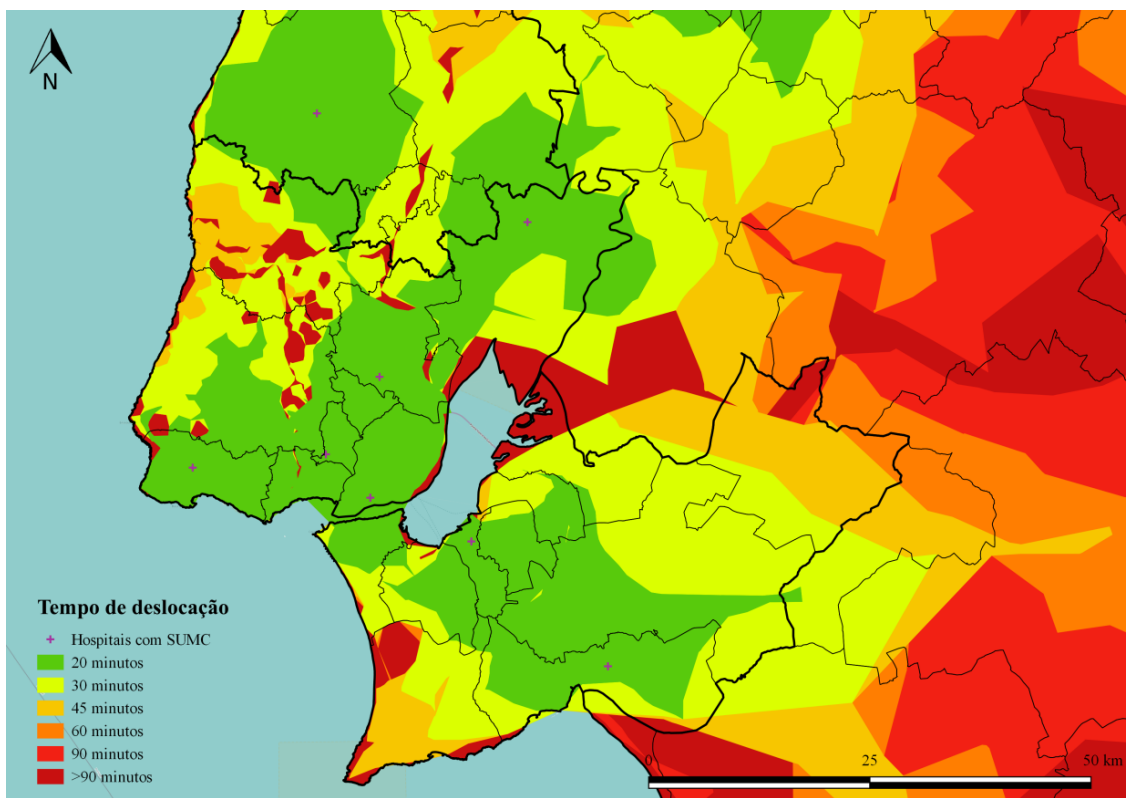 N
Tempo de deslocação
Hospitais com SUMC
20 minutos
30 minutos
45 minutos
60 minutos
90 minutos
>90 minutos
0 25 50 km